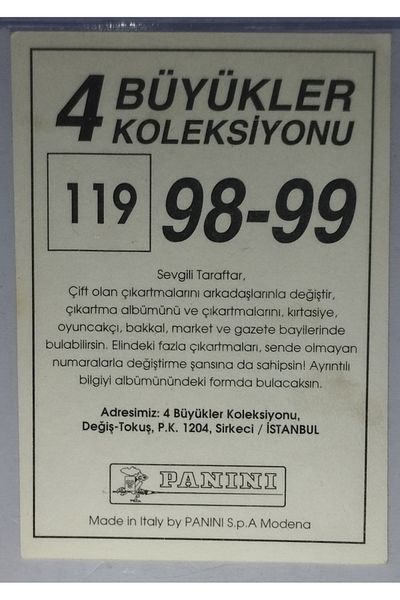 4 BÜYÜKLER
KOLEKSİYONU
119 98-99
Sevgili Taraftar,
Çift olan çıkartmalarını arkadaşlarınla değiştir,
çıkartma albümünü ve çıkartmalarını, kırtasiye,
oyuncakçı, bakkal, market ve gazete bayilerinde
bulabilirsin. Elindeki fazla çıkartmaları, sende olmayan
numaralarla değiştirme şansına da sahipsin! Ayrıntılı
bilgiyi albümünündeki formda bulacaksın.
Adresimiz: 4 Büyükler Koleksiyonu,
Değiş-Tokuş, P.K. 1204, Sirkeci / İSTANBUL
PANINI
Made in Italy by PANINI S.p.A Modena